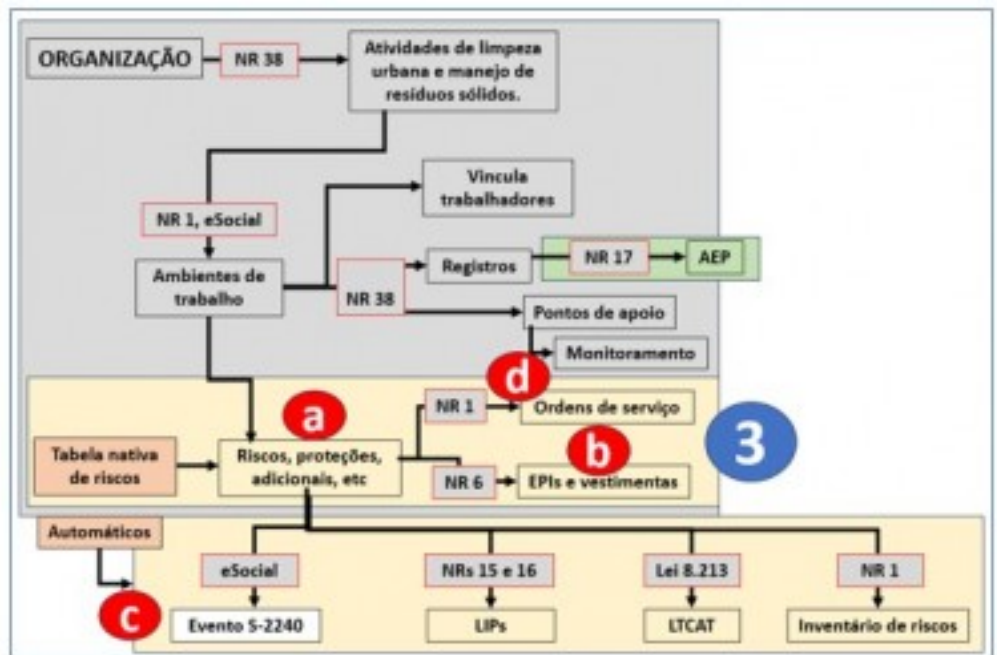 ORGANIZAÇÃO
NR 38
Atividades de limpeza
urbana e manejo de
resíduos sólidos.
Vincula
trabalhadores
NR 1, eSocial
Registros
NR 17
AEP
Ambientes de
trabalho
NR 38
Pontos de apoio
Monitoramento
d
a
NR 1
Ordens de serviço
3
Tabela nativa
de riscos
Riscos, proteções,
adicionais, etc
b
NR 6
EPIs e vestimentas
Automáticos
c
eSocial
NRs 15 e 16
Lei 8.213
NR 1
Evento S-2240
LIPs
LTCAT
Inventário de riscos